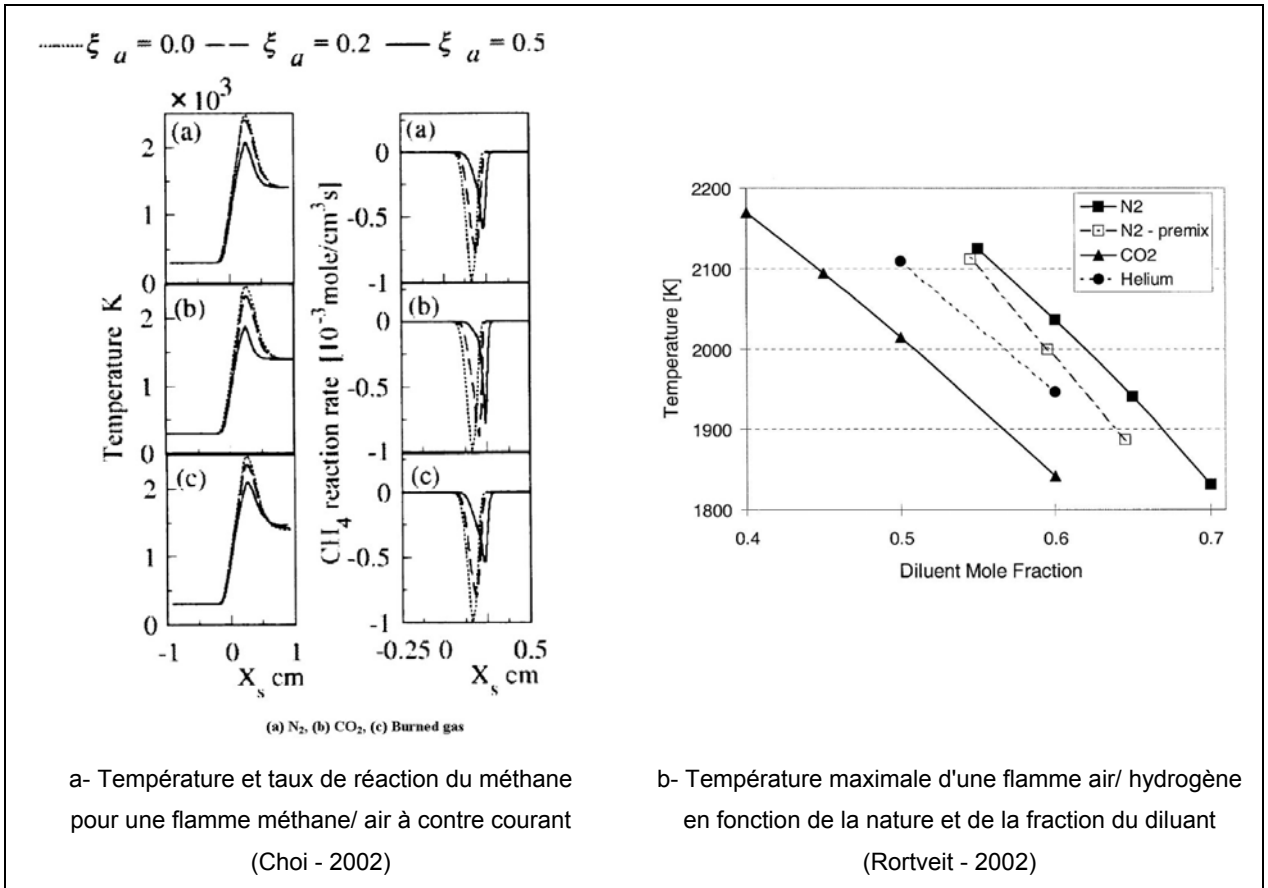 ξ a = 0.0 ξ a = 0.2 ξ a = 0.5
× 10³
(a)
2
1
0
(b)
2
1
0
(c)
2
1
0
-1 0 1
Xs cm
Temperature K
(a)
0
-0.5
-1
(b)
0
-0.5
-1
(c)
0
-0.5
-1
-0.25 0 0.5
Xs cm
CH4 reaction rate [10⁻³mole/cm³s]
(a) N2, (b) CO2, (c) Burned gas
a- Température et taux de réaction du méthane
pour une flamme méthane/ air à contre courant
(Choi - 2002)
2200
2100
2000
1900
1800
Temperature [K]
N2
N2 - premix
CO2
Helium
0.4 0.5 0.6 0.7
Diluent Mole Fraction
b- Température maximale d'une flamme air/ hydrogène
en fonction de la nature et de la fraction du diluant
(Rortveit - 2002)